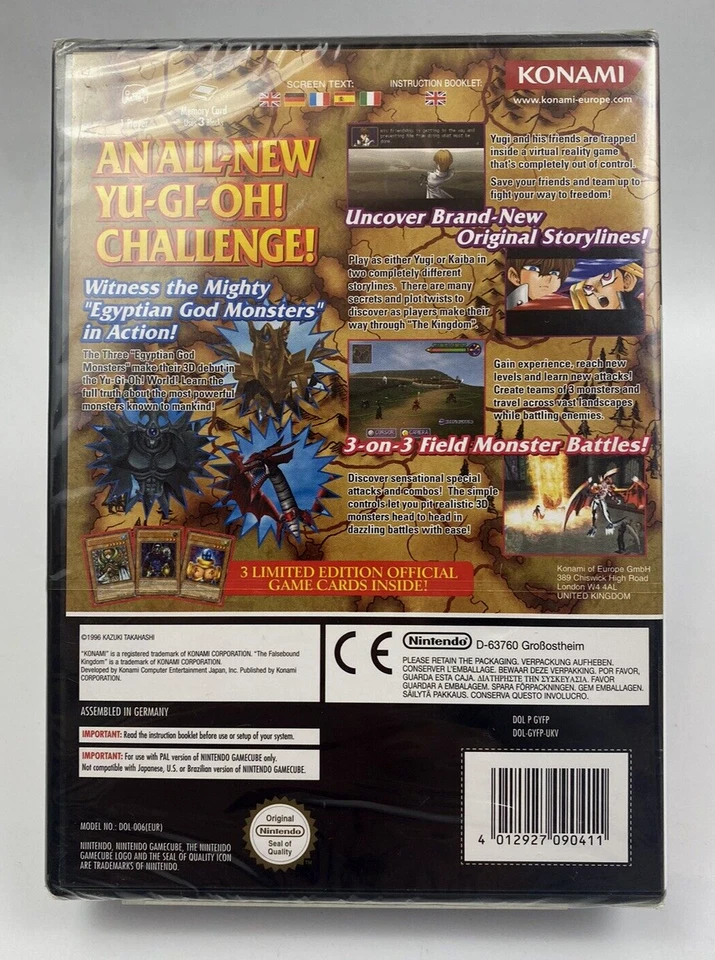 SCREEN TEXT:
INSTRUCTION BOOKLET:
KONAMI
www.konami-europe.com
Memory Card
AN ALL-NEW
YU-GI-OH!
CHALLENGE!
Yugi and his friends are trapped
inside a virtual reality game
that's completely out of control.
Save your friends and team up to
fight your way to freedom!
Uncover Brand-New
Original Storylines!
Witness the Mighty
"Egyptian God Monsters"
in Action!
Play as either Yugi or Kaiba in
two completely different
storylines. There are many
secrets and plot twists to
discover as players make their
way through "The Kingdom".
The Three "Egyptian God
Monsters" make their 3D debut in
the Yu-Gi-Oh! World! Learn the
full truth about the most powerful
monsters known to mankind!
Gain experience, reach new
levels and learn new attacks!
Create teams of 3 monsters and
travel across vast landscapes
while battling enemies.
CURSOR CAMERA
3-on-3 Field Monster Battles!
Discover sensational special
attacks and combos! The simple
controls let you pit realistic 3D
monsters head to head in
dazzling battles with ease!
3 LIMITED EDITION OFFICIAL
GAME CARDS INSIDE!
Konami of Europe GmbH
389 Chiswick High Road
London W4 4AL
UNITED KINGDOM
©1996 KAZUKI TAKAHASHI
"KONAMI" is a registered trademark of KONAMI CORPORATION. "The Falsebound
Kingdom" is a trademark of KONAMI CORPORATION.
Developed by Konami Computer Entertainment Japan, Inc. Published by Konami
CORPORATION.
CE
Nintendo D-63760 Großostheim
PLEASE RETAIN THE PACKAGING. VERPACKUNG AUFHEBEN.
CONSERVER L'EMBALLAGE. BEWAAR DEZE VERPAKKING. POR FAVOR,
GUARDA ESTA CAJA. ΔΙΑΤΗΡΗΣΤΕ ΤΗΝ ΣΥΣΚΕΥΑΣΙΑ. FAVOR
GUARDAR A EMBALAGEM. SPARA FÖRPACKNINGEN. GEM EMBALLAGEN.
SÄILYTÄ PAKKAUS. CONSERVA QUESTO INVOLUCRO.
ASSEMBLED IN GERMANY
DOL P GYFP
DOL-GYFP-UKV
IMPORTANT: Read the instruction booklet before use or setup of your system.
IMPORTANT: For use with PAL version of NINTENDO GAMECUBE only.
Not compatible with Japanese, U.S. or Brazilian version of NINTENDO GAMECUBE.
MODEL NO.: DOL-006(EUR)
NINTENDO, NINTENDO GAMECUBE, THE NINTENDO
GAMECUBE LOGO AND THE SEAL OF QUALITY ICON
ARE TRADEMARKS OF NINTENDO.
Original
Nintendo
Seal of
Quality
4 012927 090411